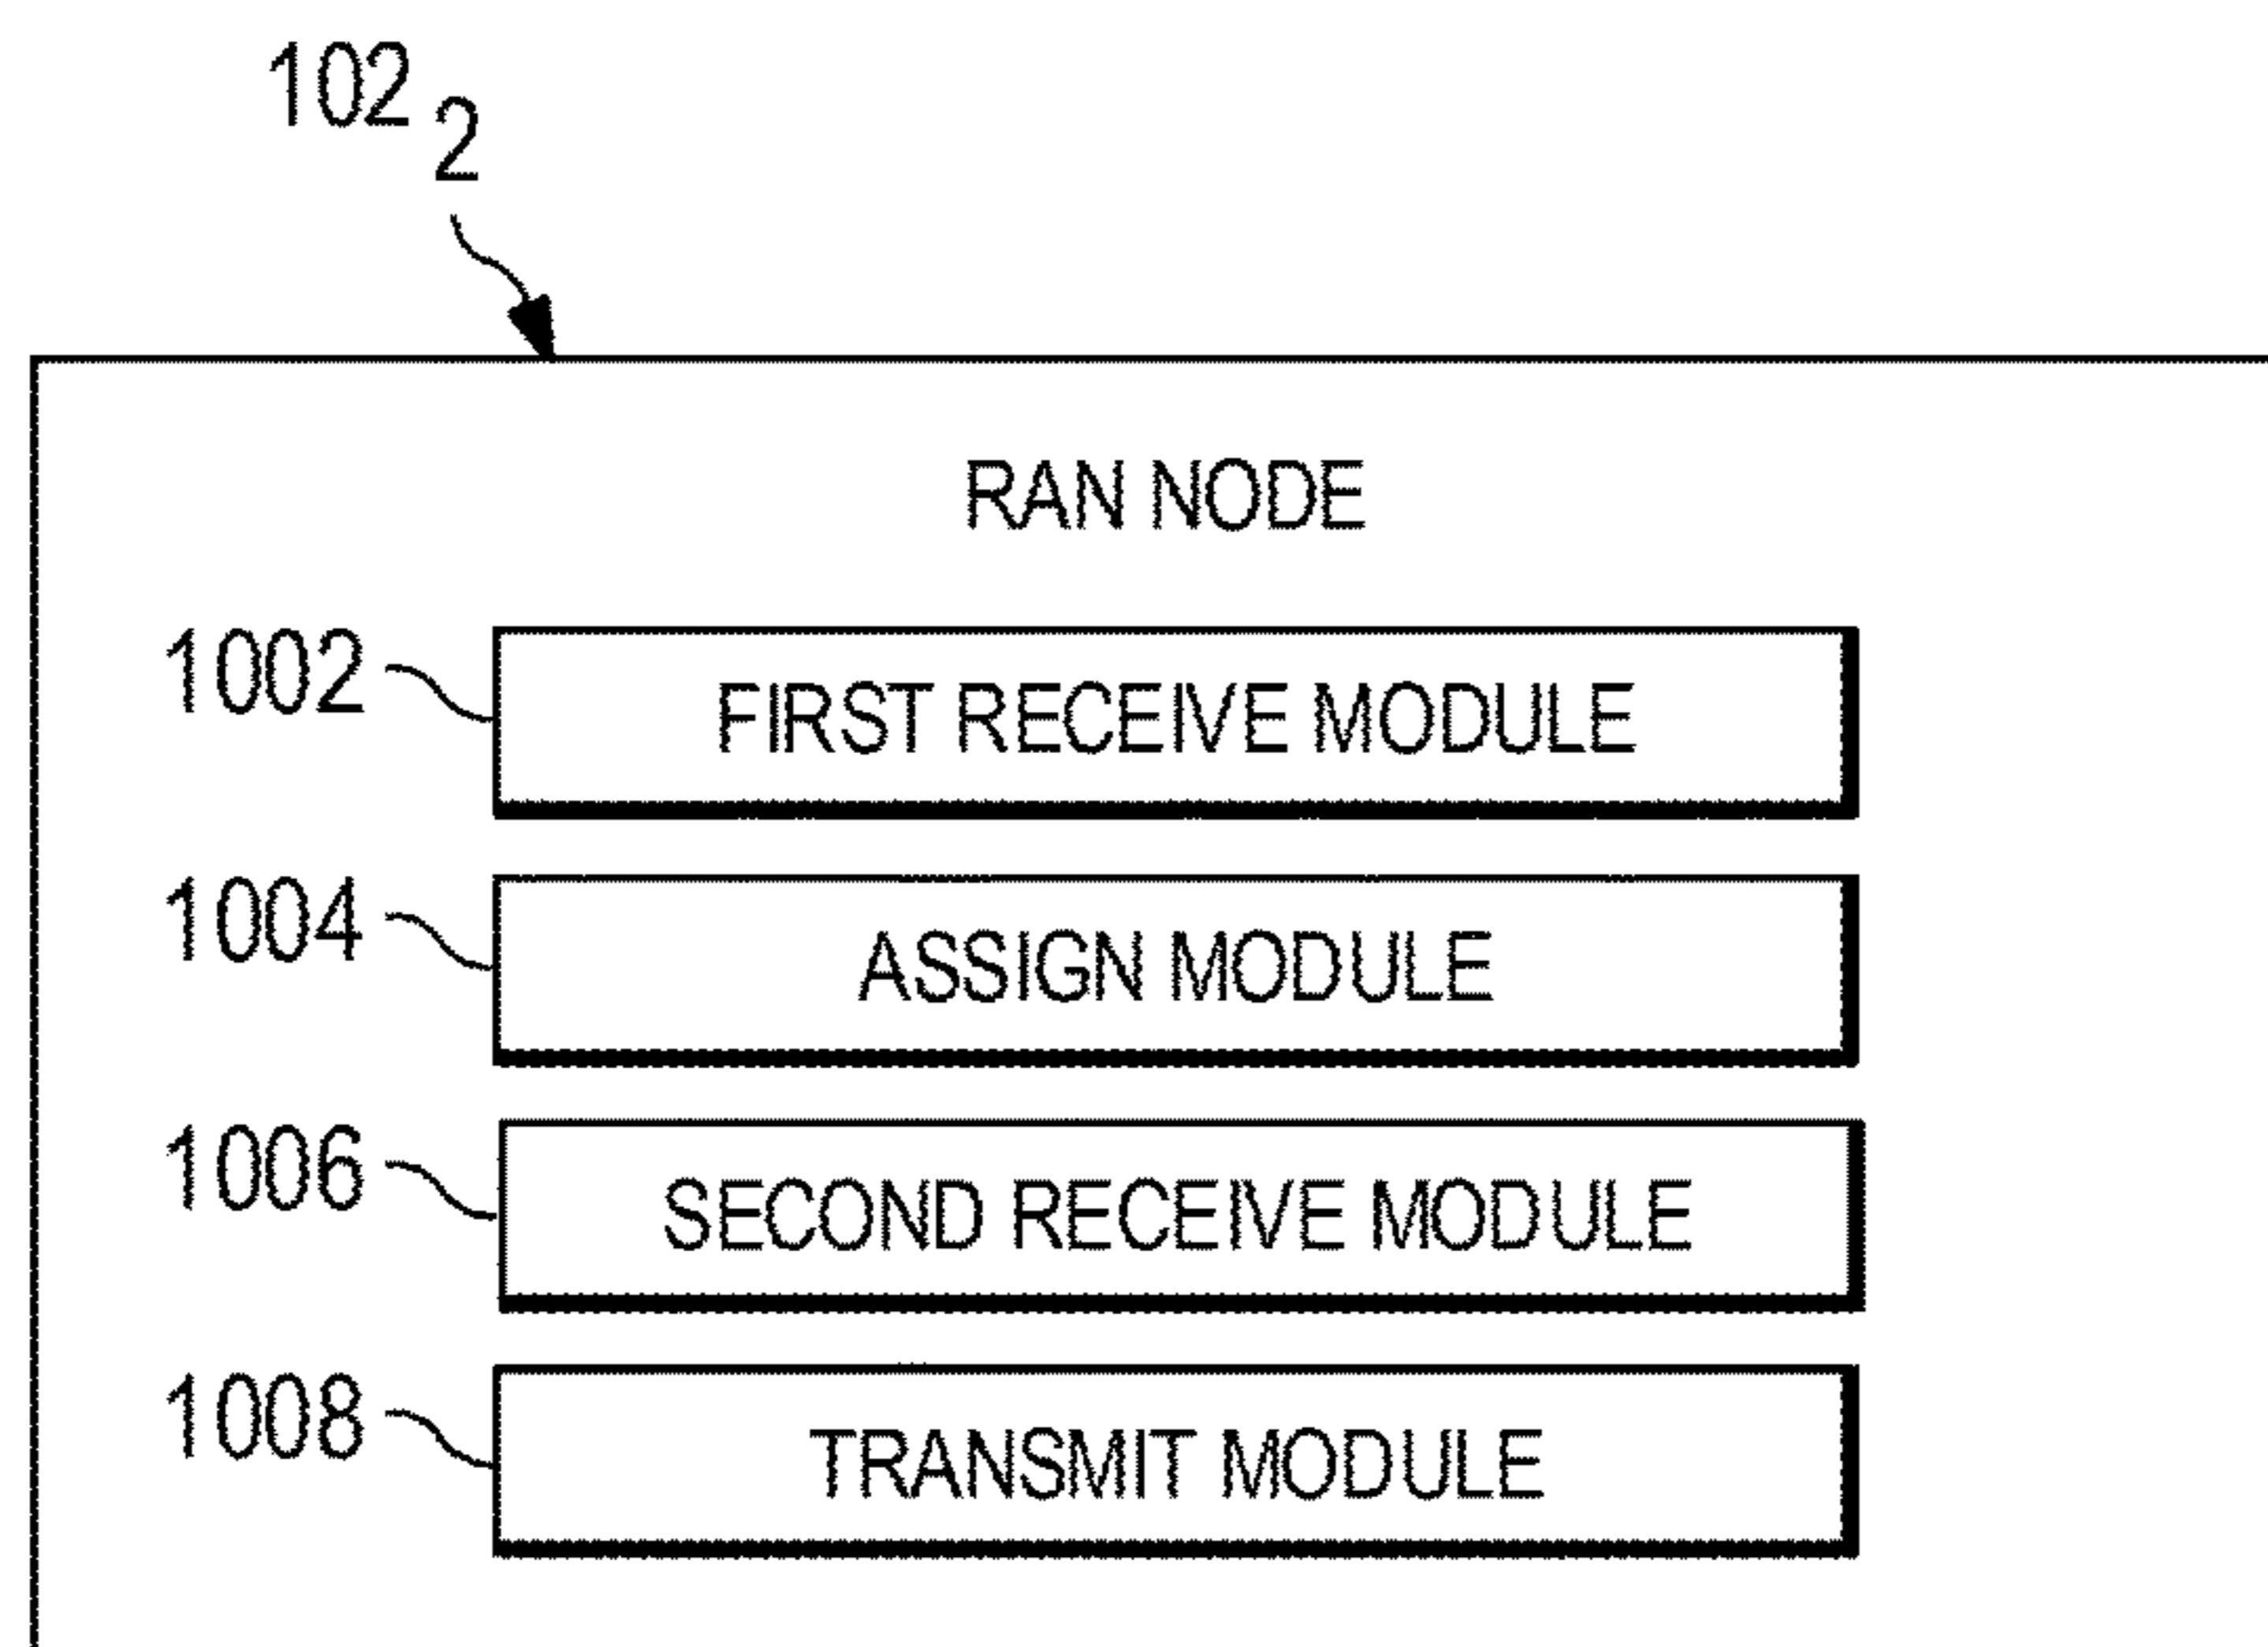 102 2
RAN NODE
1002
FIRST RECEIVE MODULE
1004
ASSIGN MODULE
1006
SECOND RECEIVE MODULE
1008
TRANSMIT MODULE